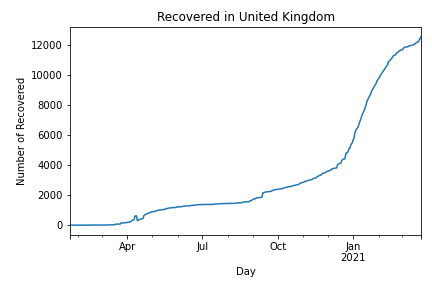 Recovered in United Kingdom
Number of Recovered
12000
10000
8000
6000
4000
2000
0
Apr
Jul
Oct
Jan
2021
Day